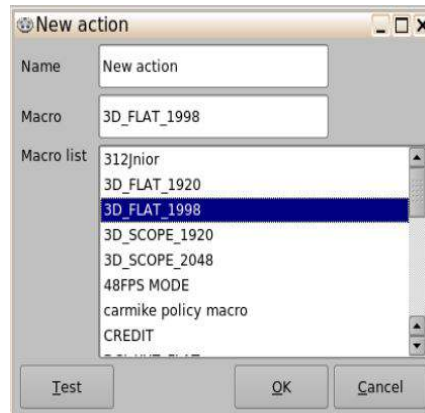 New action
Name New action
Macro 3D_FLAT_1998
Macro list 312Jnior
3D_FLAT_1920
3D_FLAT_1998
3D_SCOPE_1920
3D_SCOPE_2048
48FPS MODE
carmike policy macro
CREDIT
Test OK Cancel